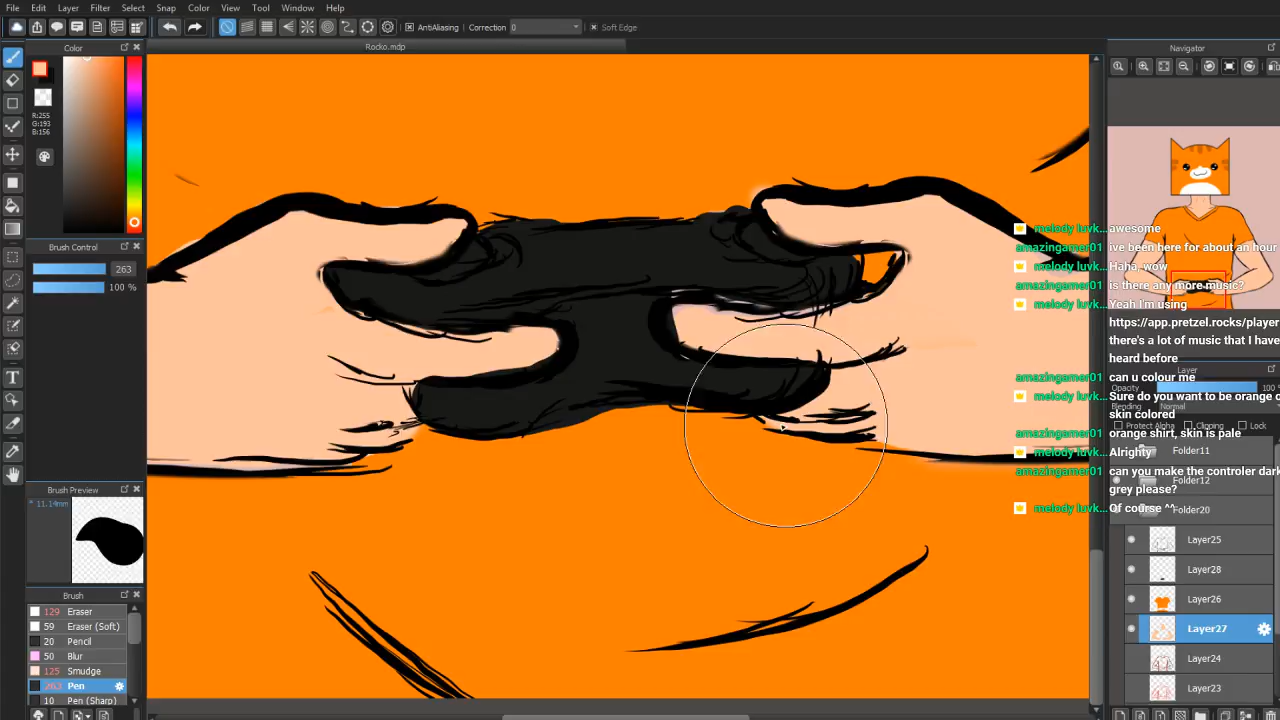 File Edit Layer Filter Select Snap Color View Tool Window Help
AntiAliasing Correction 0 Soft Edge
Rocko.mdp
Color
R:255
G:193
B:156
Brush Control
263
100 %
Brush Preview
* 11.14mm
Brush
129 Eraser
59 Eraser (Soft)
20 Pencil
50 Blur
125 Smudge
263 Pen
10 Pen (Sharp)
Navigator
melody luvk... awesome
amazingamer01 ive been here for about an hour
melody luvk... Haha, wow
amazingamer01 is there any more music?
melody luvk... Yeah I'm using
https://app.pretzel.rocks/player
there's a lot of music that I have
heard before
amazingamer01 can u colour me
melody luvk... Sure do you want to be orange o
skin colored
amazingamer01 orange shirt, skin is pale
melody luvk... Alrighty
amazingamer01 can you make the controler dark
grey please?
melody luvk... Of course ^^
Layer
Opacity 100 %
Blending Normal
Protect Alpha Clipping Lock
Folder11
Folder12
Folder20
Layer25
Layer28
Layer26
Layer27
Layer24
Layer23